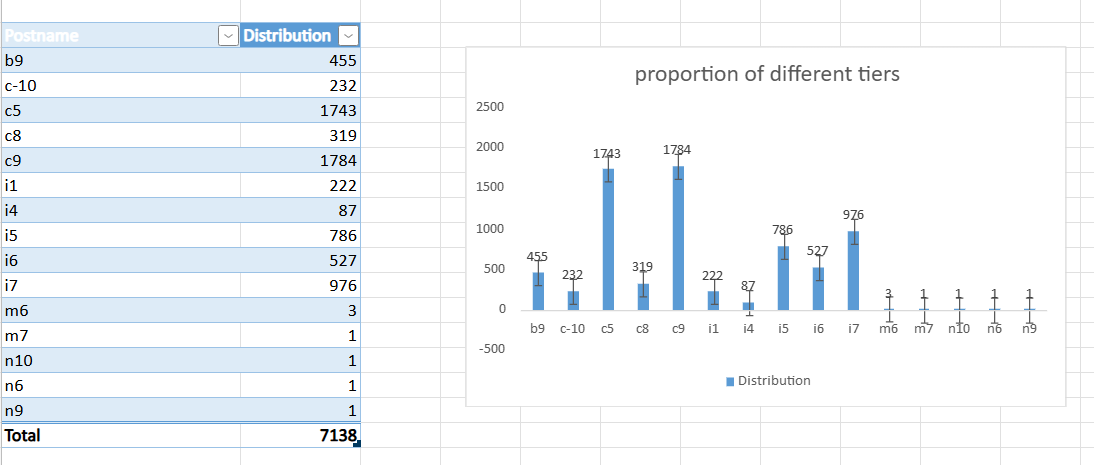 Postname Distribution
b9 455
c-10 232
c5 1743
c8 319
c9 1784
i1 222
i4 87
i5 786
i6 527
i7 976
m6 3
m7 1
n10 1
n6 1
n9 1
Total 7138
proportion of different tiers
2500
2000
1500
1000
500
0
-500
455 232 1743 319 1784 222 87 786 527 976 3 1 1 1 1
b9 c-10 c5 c8 c9 i1 i4 i5 i6 i7 m6 m7 n10 n6 n9
Distribution